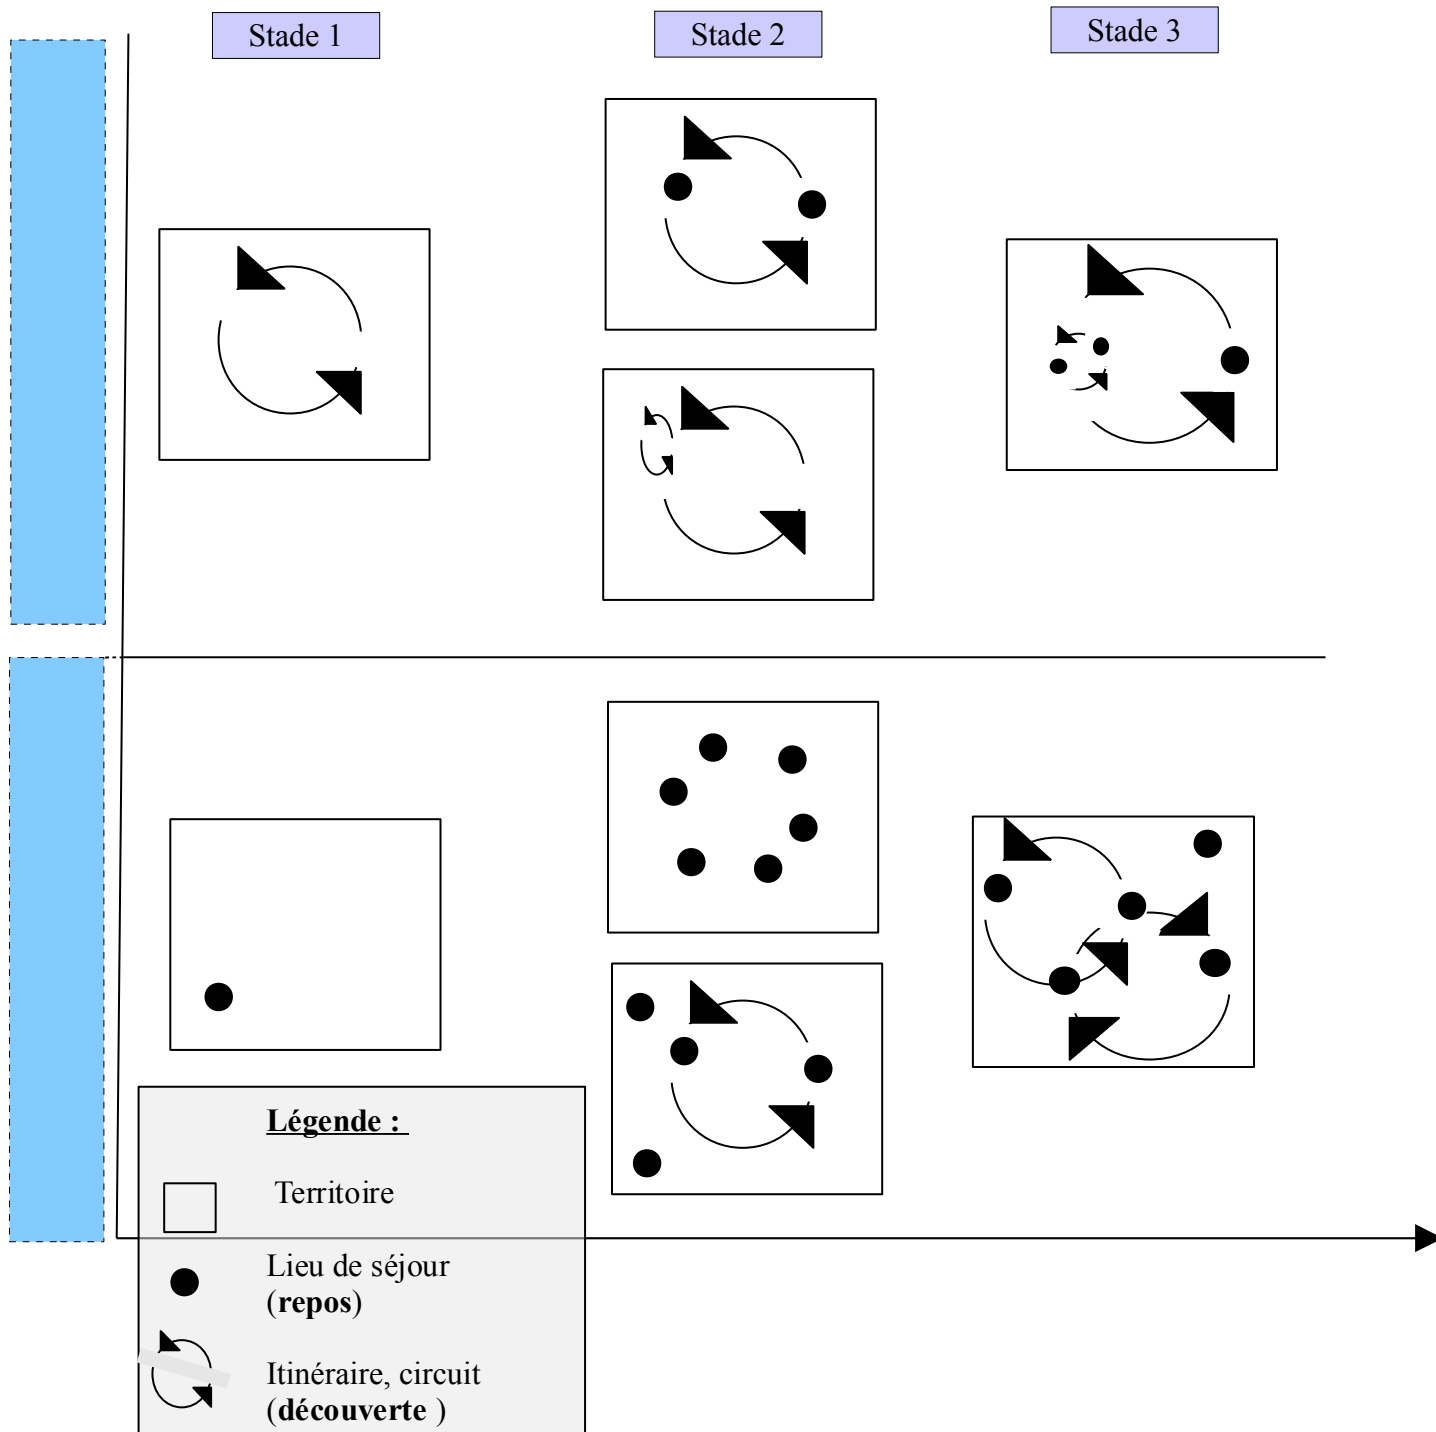 Stade 1
Stade 2
Stade 3
Légende :
Territoire
Lieu de séjour
(repos)
Itinéraire, circuit
(découverte )